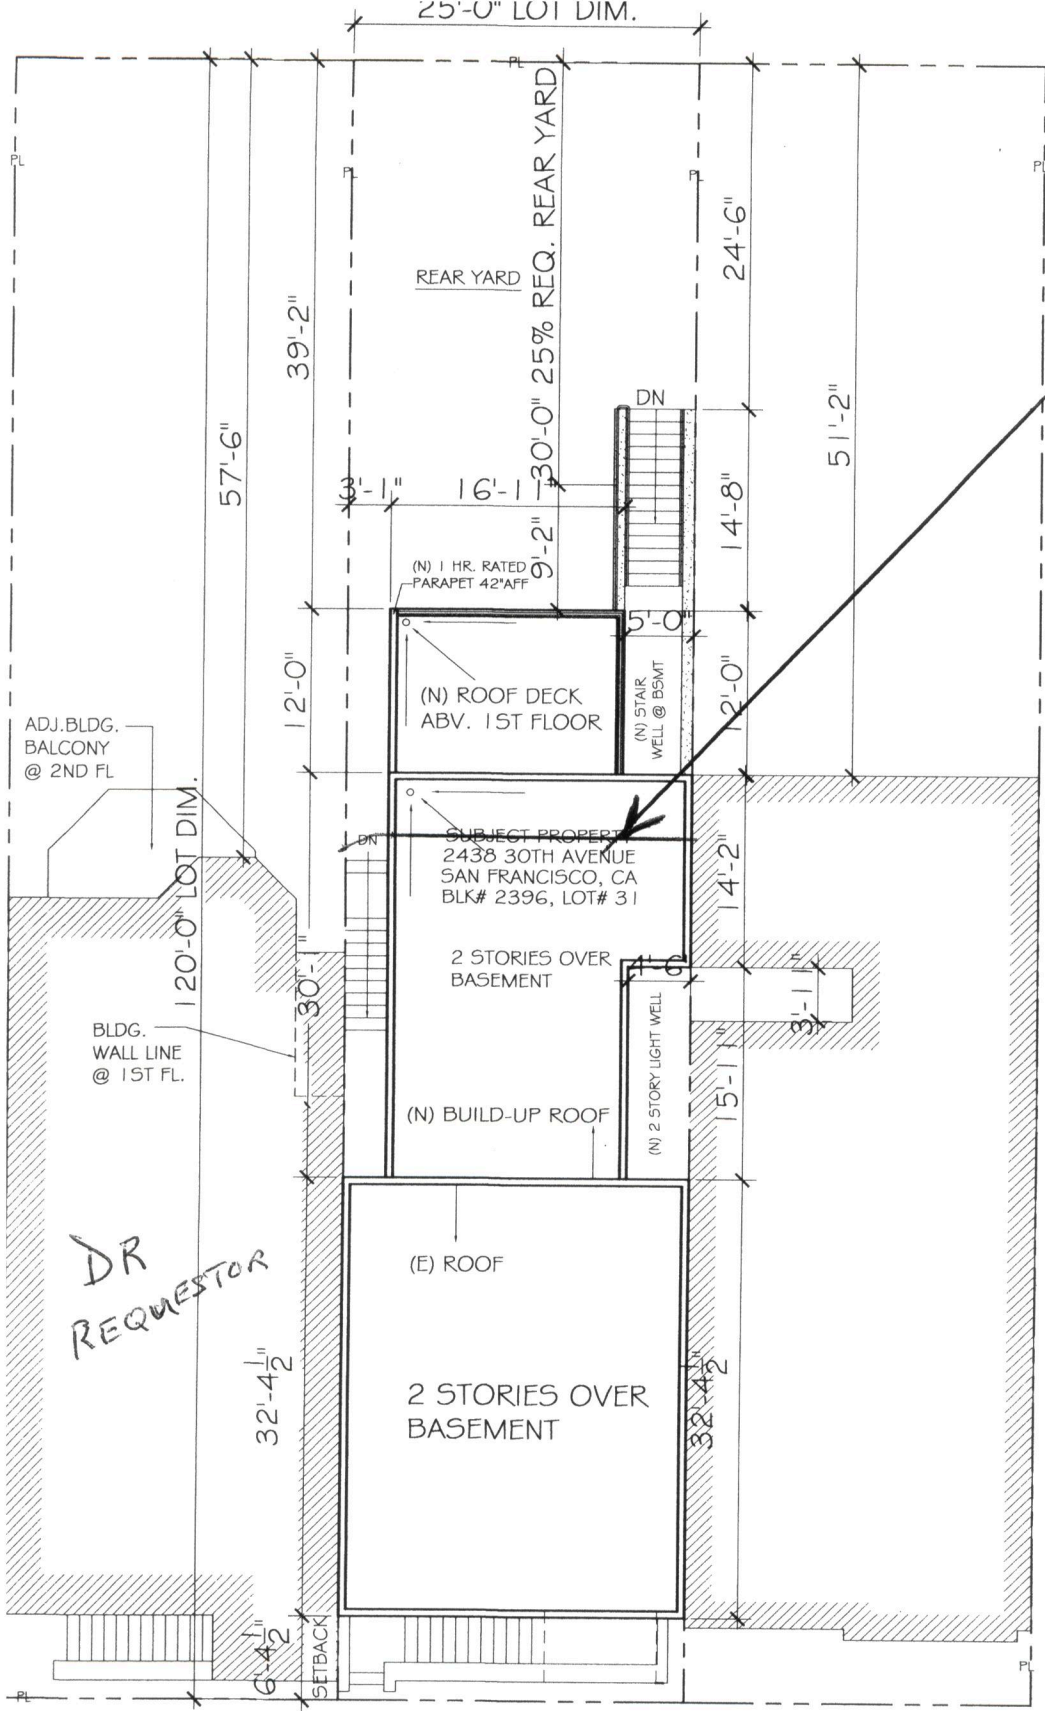 25'-0" LOT DIM.
PL
PL
PL
PL
PL
REAR YARD
30'-0" 25% REQ. REAR YARD
24'-6"
39'-2"
57'-6"
51'-2"
DN
3'-1"
16'-11"
9'-2"
14'-8"
(N) 1 HR. RATED
PARAPET 42"AFF
5'-0"
12'-0"
(N) ROOF DECK
ABV. 1ST FLOOR
(N) STAIR
WELL @ BSMT
12'-0"
ADJ.BLDG.
BALCONY
@ 2ND FL
120'-0" LOT DIM.
DN
SUBJECT PROPERTY
2438 30TH AVENUE
SAN FRANCISCO, CA
BLK# 2396, LOT# 31
14'-2"
2 STORIES OVER
BASEMENT
4'-6"
30'-1"
3'-11"
BLDG.
WALL LINE
@ 1ST FL.
(N) 2 STORY LIGHT WELL
15'-11"
(N) BUILD-UP ROOF
(E) ROOF
DR
REQUESTOR
32'-4 1/2"
2 STORIES OVER
BASEMENT
32'-4 1/2"
6'-4 1/2"
SETBACK
PL
PL